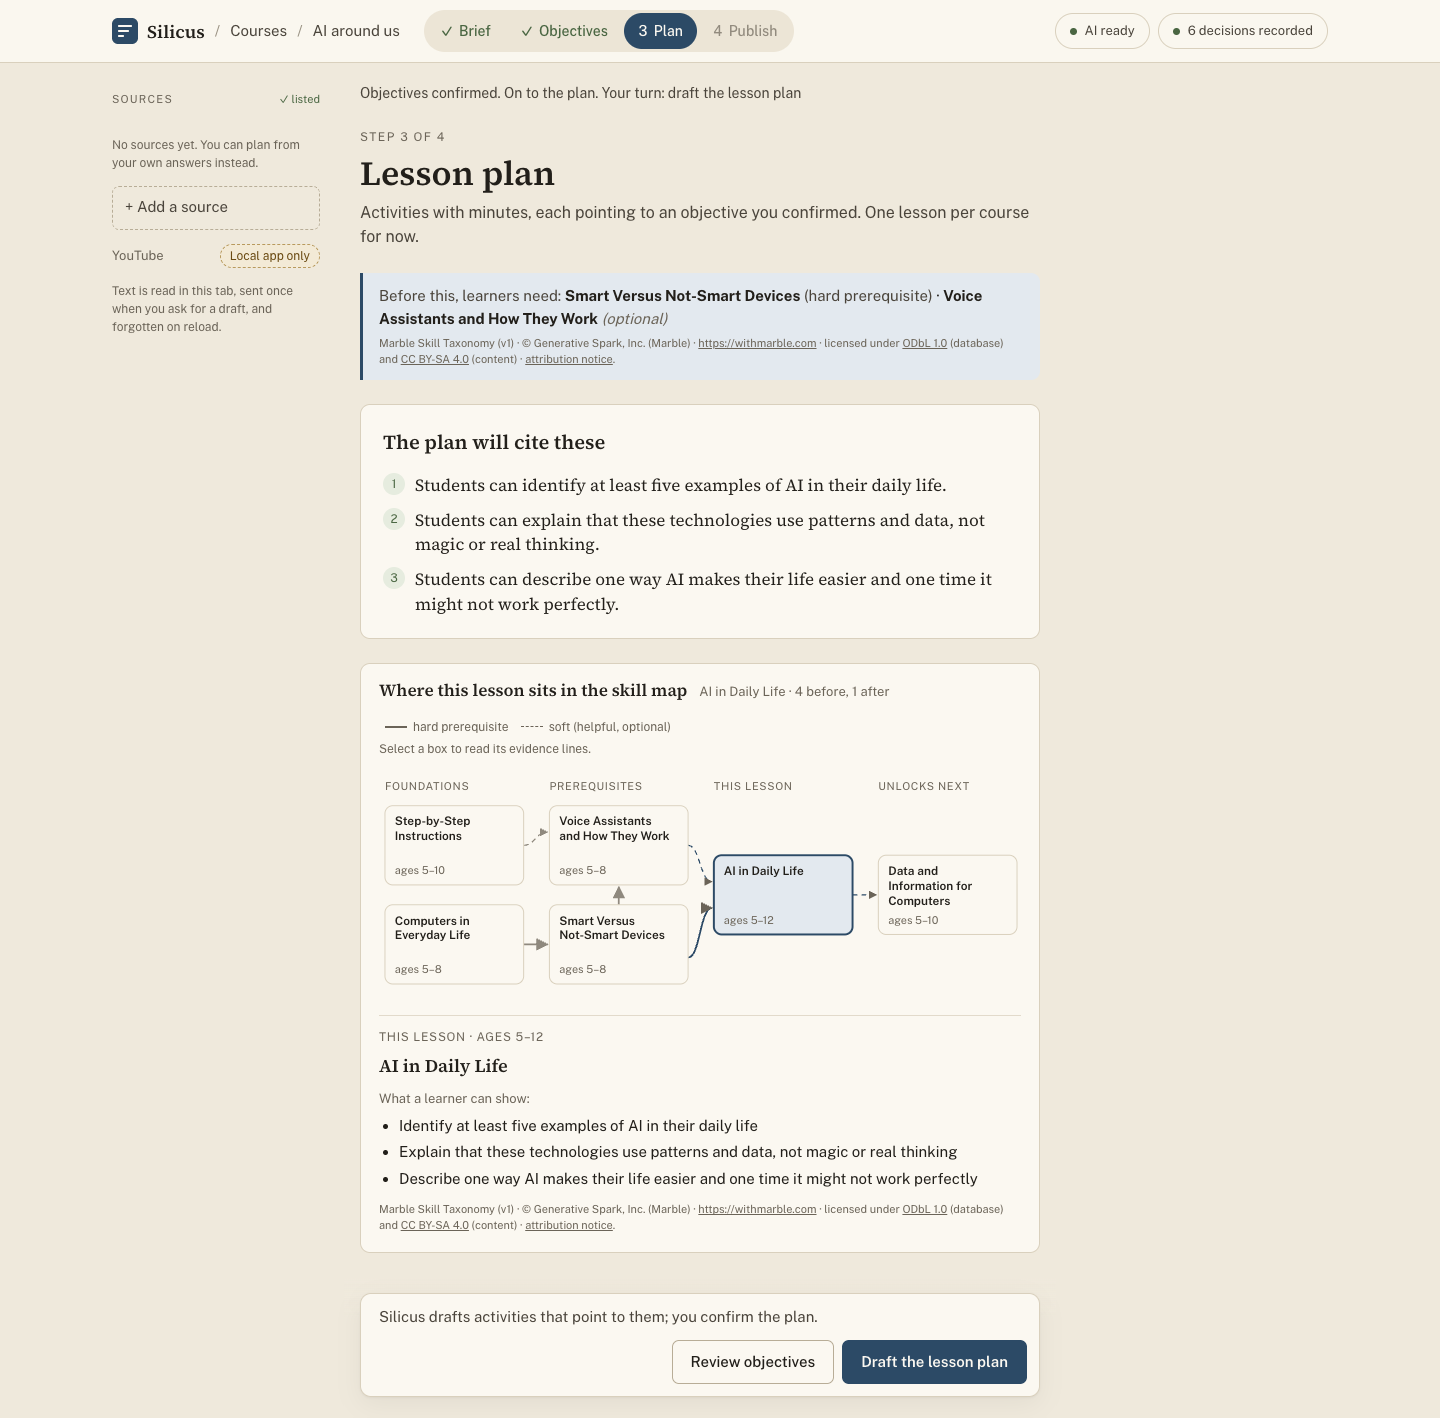 Silicus / Courses / AI around us
✓ Brief ✓ Objectives 3 Plan 4 Publish
AI ready
6 decisions recorded
SOURCES
✓ listed
No sources yet. You can plan from
your own answers instead.
+ Add a source
YouTube
Local app only
Text is read in this tab, sent once
when you ask for a draft, and
forgotten on reload.
Objectives confirmed. On to the plan. Your turn: draft the lesson plan
STEP 3 OF 4
Lesson plan
Activities with minutes, each pointing to an objective you confirmed. One lesson per course
for now.
Before this, learners need: Smart Versus Not-Smart Devices (hard prerequisite) · Voice
Assistants and How They Work (optional)
Marble Skill Taxonomy (v1) · © Generative Spark, Inc. (Marble) · https://withmarble.com · licensed under ODbL 1.0 (database)
and CC BY-SA 4.0 (content) · attribution notice.
The plan will cite these
1 Students can identify at least five examples of AI in their daily life.
2 Students can explain that these technologies use patterns and data, not
magic or real thinking.
3 Students can describe one way AI makes their life easier and one time it
might not work perfectly.
Where this lesson sits in the skill map AI in Daily Life · 4 before, 1 after
hard prerequisite soft (helpful, optional)
Select a box to read its evidence lines.
FOUNDATIONS
Step-by-Step
Instructions
ages 5–10
Computers in
Everyday Life
ages 5–8
PREREQUISITES
Voice Assistants
and How They Work
ages 5–8
Smart Versus
Not-Smart Devices
ages 5–8
THIS LESSON
AI in Daily Life
ages 5–12
UNLOCKS NEXT
Data and
Information for
Computers
ages 5–10
THIS LESSON · AGES 5–12
AI in Daily Life
What a learner can show:
• Identify at least five examples of AI in their daily life
• Explain that these technologies use patterns and data, not magic or real thinking
• Describe one way AI makes their life easier and one time it might not work perfectly
Marble Skill Taxonomy (v1) · © Generative Spark, Inc. (Marble) · https://withmarble.com · licensed under ODbL 1.0 (database)
and CC BY-SA 4.0 (content) · attribution notice.
Silicus drafts activities that point to them; you confirm the plan.
Review objectives
Draft the lesson plan